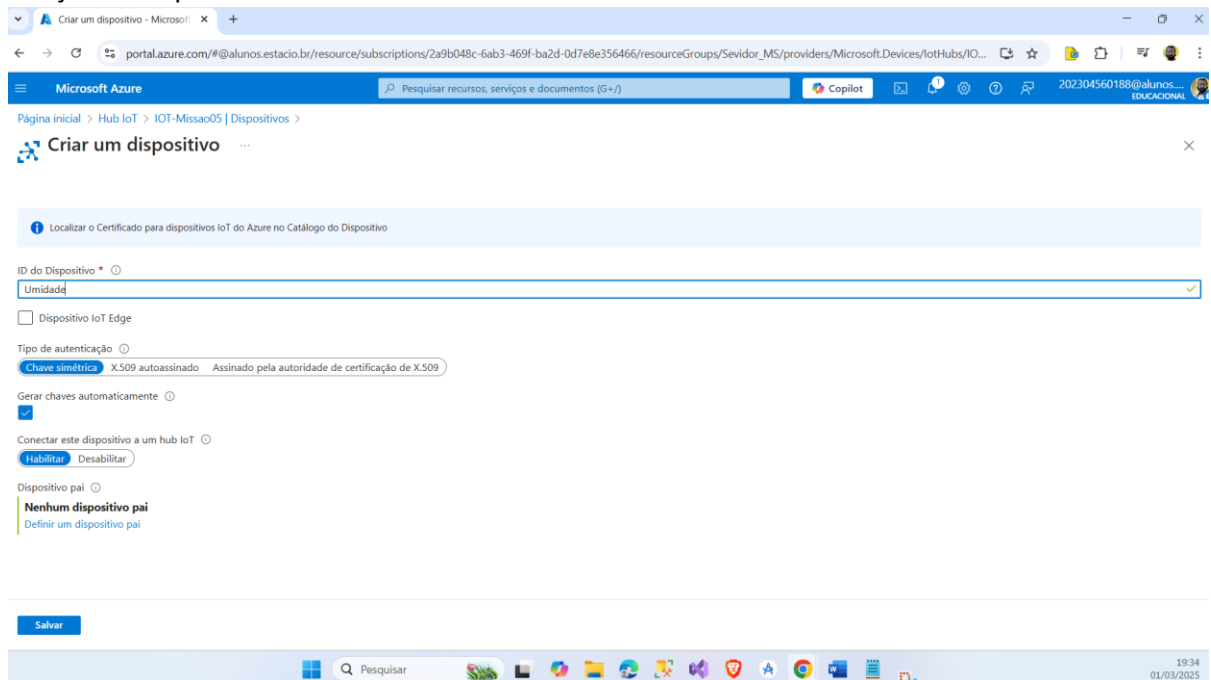 Criar um dispositivo - Microsoft
portal.azure.com/#@alunos.estacio.br/resource/subscriptions/2a9b048c-6ab3-469f-ba2d-0d7e8e356466/resourceGroups/Sevidor_MS/providers/Microsoft.Devices/IotHubs/IO...
Microsoft Azure
Pesquisar recursos, serviços e documentos (G+/)
Copilot
1
202304560188@alunos....
EDUCACIONAL
Página inicial > Hub IoT > IOT-Missao05 | Dispositivos >
Criar um dispositivo ...
Localizar o Certificado para dispositivos IoT do Azure no Catálogo do Dispositivo
ID do Dispositivo *
Umidade
Dispositivo IoT Edge
Tipo de autenticação
Chave simétrica X.509 autoassinado Assinado pela autoridade de certificação de X.509
Gerar chaves automaticamente
Conectar este dispositivo a um hub IoT
Habilitar Desabilitar
Dispositivo pai
Nenhum dispositivo pai
Definir um dispositivo pai
Salvar
Pesquisar
19:34
01/03/2025